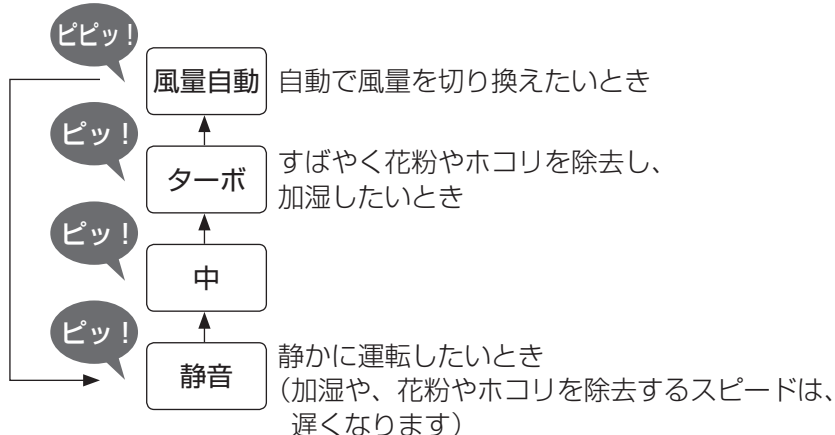 ピピッ!
風量自動
自動で風量を切り換えたいとき
ピッ!
ターボ
すばやく花粉やホコリを除去し、
加湿したいとき
ピッ!
中
ピッ!
静音
静かに運転したいとき
(加湿や、花粉やホコリを除去するスピードは、
遅くなります)